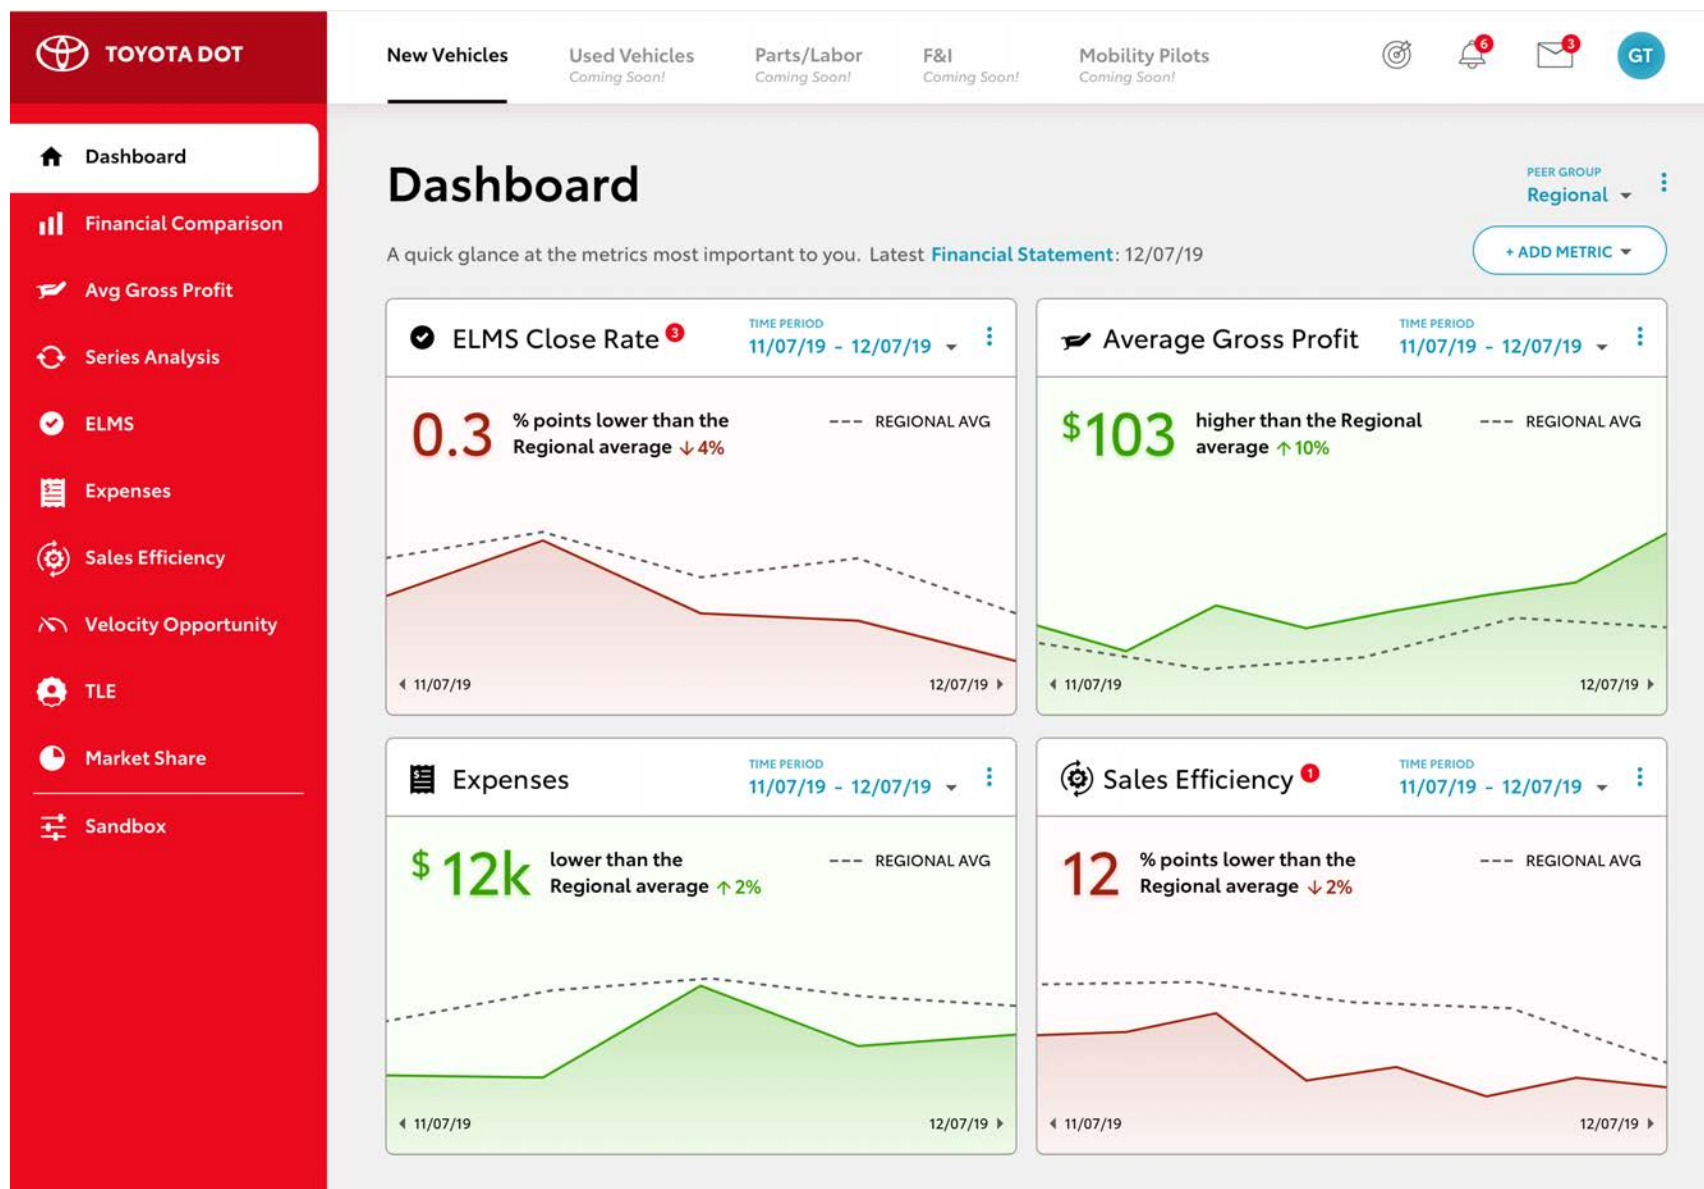 TOYOTA DOT
New Vehicles
Used Vehicles
Coming Soon!
Parts/Labor
Coming Soon!
F&I
Coming Soon!
Mobility Pilots
Coming Soon!
6
3
GT
Dashboard
Financial Comparison
Avg Gross Profit
Series Analysis
ELMS
Expenses
Sales Efficiency
Velocity Opportunity
TLE
Market Share
Sandbox
Dashboard
PEER GROUP
Regional
A quick glance at the metrics most important to you. Latest Financial Statement: 12/07/19
+ ADD METRIC
ELMS Close Rate 3
TIME PERIOD
11/07/19 - 12/07/19
0.3
% points lower than the
Regional average ↓ 4%
--- REGIONAL AVG
11/07/19
12/07/19
Average Gross Profit
TIME PERIOD
11/07/19 - 12/07/19
$103
higher than the Regional
average ↑ 10%
--- REGIONAL AVG
11/07/19
12/07/19
Expenses
TIME PERIOD
11/07/19 - 12/07/19
$ 12k
lower than the
Regional average ↑ 2%
--- REGIONAL AVG
11/07/19
12/07/19
Sales Efficiency 1
TIME PERIOD
11/07/19 - 12/07/19
12
% points lower than the
Regional average ↓ 2%
--- REGIONAL AVG
11/07/19
12/07/19